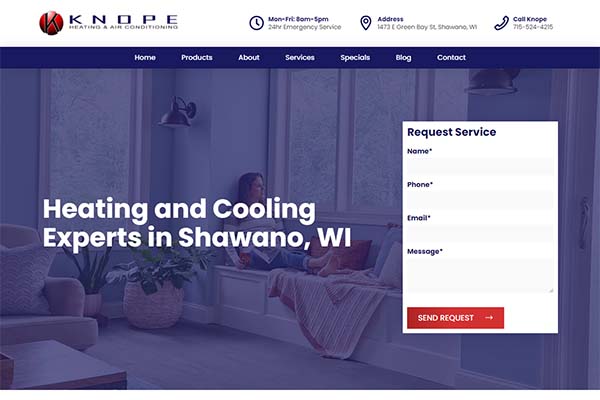 KNOPE
HEATING & AIR CONDITIONING
Mon-Fri: 8am-5pm
24hr Emergency Service
Address
1473 E Green Bay St, Shawano, WI
Call Knope
715-524-4215
Home Products About Services Specials Blog Contact
Heating and Cooling
Experts in Shawano, WI
Request Service
Name*
Phone*
Email*
Message*
SEND REQUEST →